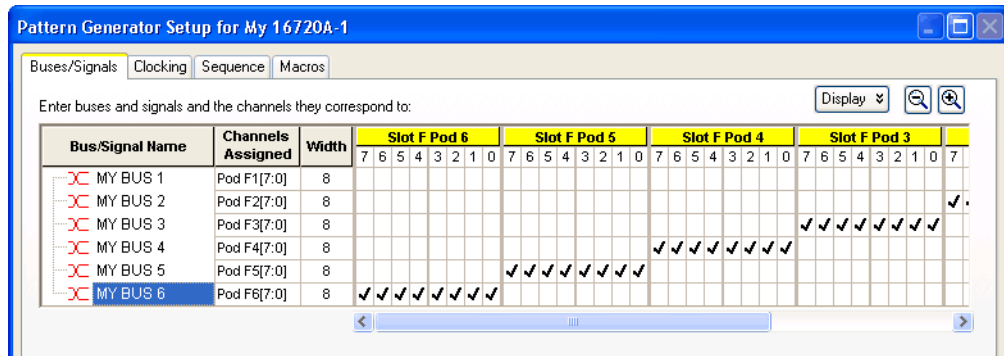 Pattern Generator Setup for My 16720A-1
Buses/Signals Clocking Sequence Macros
Enter buses and signals and the channels they correspond to:
Display
Bus/Signal Name Channels Assigned Width Slot F Pod 6 Slot F Pod 5 Slot F Pod 4 Slot F Pod 3
7 6 5 4 3 2 1 0 7 6 5 4 3 2 1 0 7 6 5 4 3 2 1 0 7 6 5 4 3 2 1 0 7
MY BUS 1 Pod F1[7:0] 8
MY BUS 2 Pod F2[7:0] 8
MY BUS 3 Pod F3[7:0] 8
MY BUS 4 Pod F4[7:0] 8
MY BUS 5 Pod F5[7:0] 8
MY BUS 6 Pod F6[7:0] 8